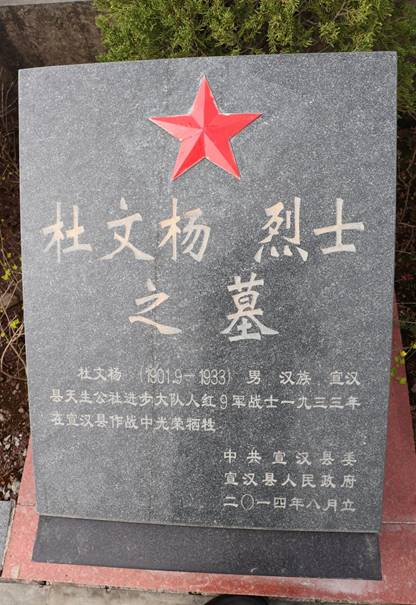 杜文杨 烈士
之墓
杜文杨 (1901.9—1933) 男 汉族 宣汉
县天生公社进步大队人红9军战士一九三三年
在宣汉县作战中光荣牺牲
中共宣汉县委
宣汉县人民政府
二〇一四年八月立